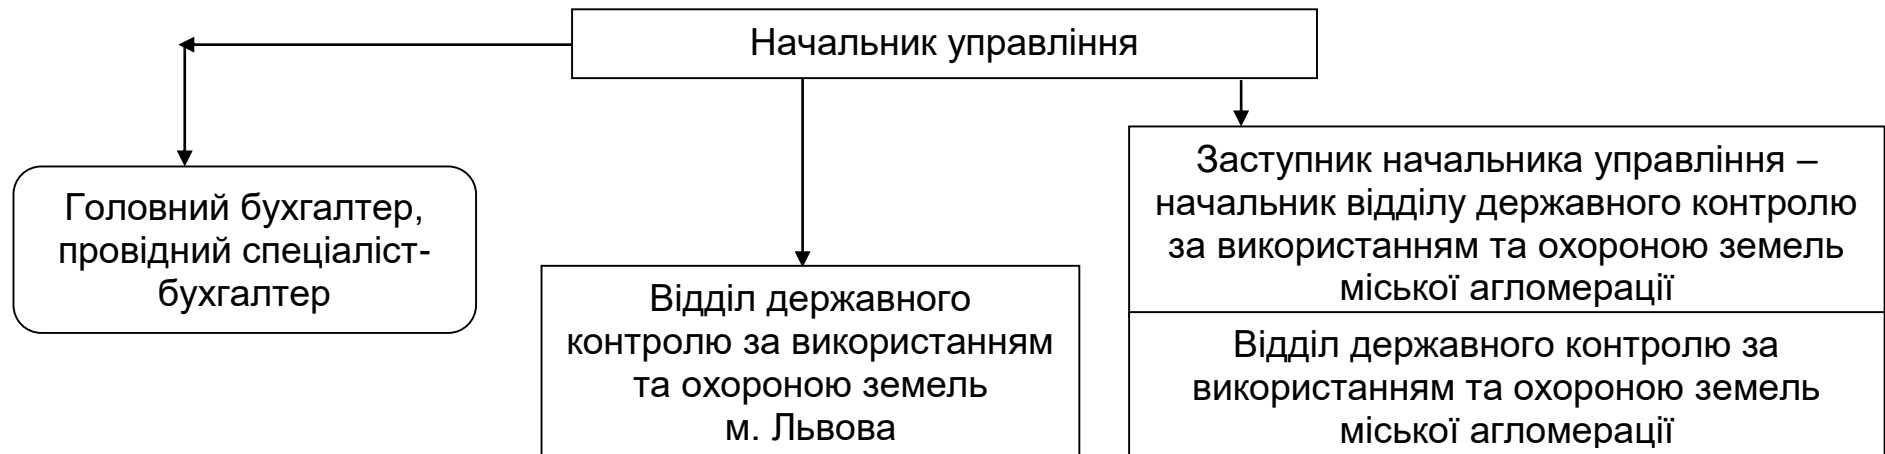 Начальник управління
Головний бухгалтер,
провідний спеціаліст-
бухгалтер
Відділ державного
контролю за використанням
та охороною земель
м. Львова
Заступник начальника управління –
начальник відділу державного контролю
за використанням та охороною земель
міської агломерації
Відділ державного контролю за
використанням та охороною земель
міської агломерації